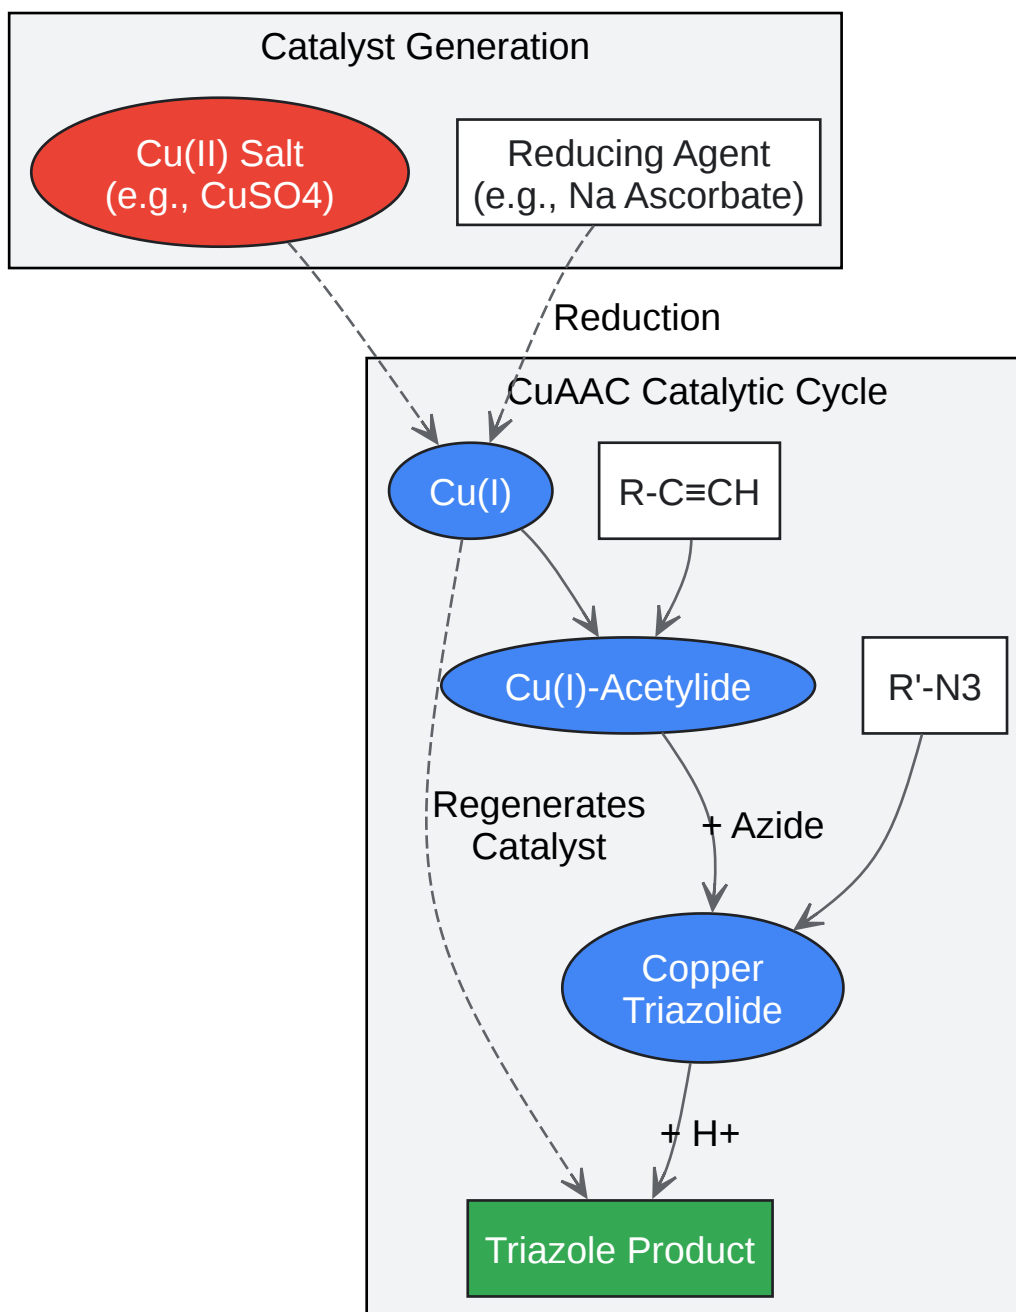 Catalyst Generation
Cu(II) Salt
(e.g., CuSO4)
Reducing Agent
(e.g., Na Ascorbate)
Reduction
CuAAC Catalytic Cycle
Cu(I)
R-C≡CH
Cu(I)-Acetylide
R'-N3
Regenerates
Catalyst
+ Azide
Copper
Triazolide
+ H+
Triazole Product